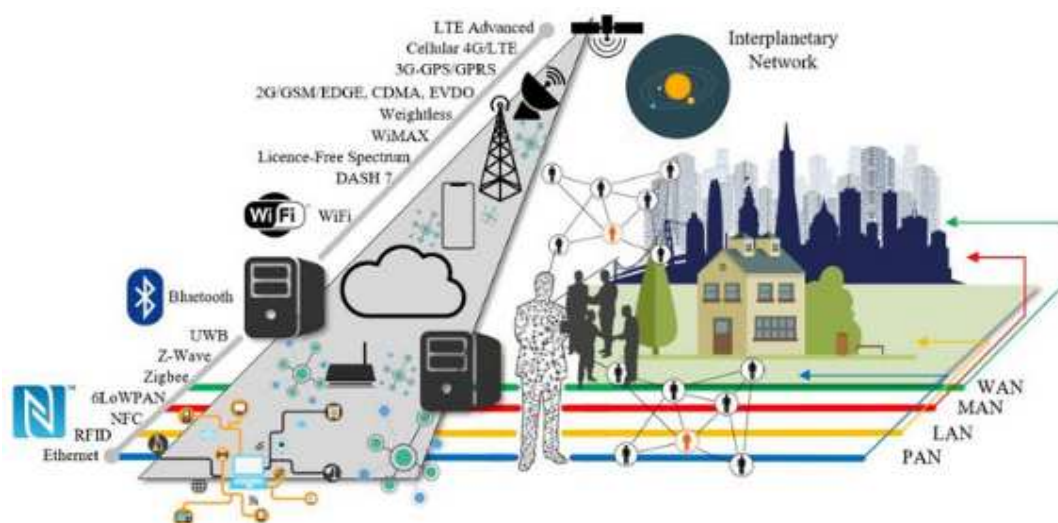 LTE Advanced
Cellular 4G/LTE
3G-GPS/GPRS
2G/GSM/EDGE, CDMA, EVDO
Weightless
WiMAX
Licence-Free Spectrum
DASH 7
WiFi WiFi
Bluetooth
UWB
Z-Wave
Zigbee
6LoWPAN
NFC
RFID
Ethernet
Interplanetary
Network
WAN
MAN
LAN
PAN